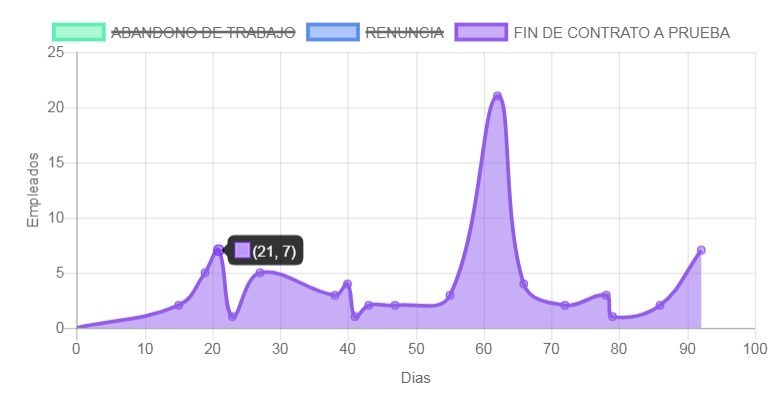 ABANDONO DE TRABAJO RENUNCIA FIN DE CONTRATO A PRUEBA
25
20
15
10
5
0
Empleados
(21, 7)
0 10 20 30 40 50 60 70 80 90 100
Dias